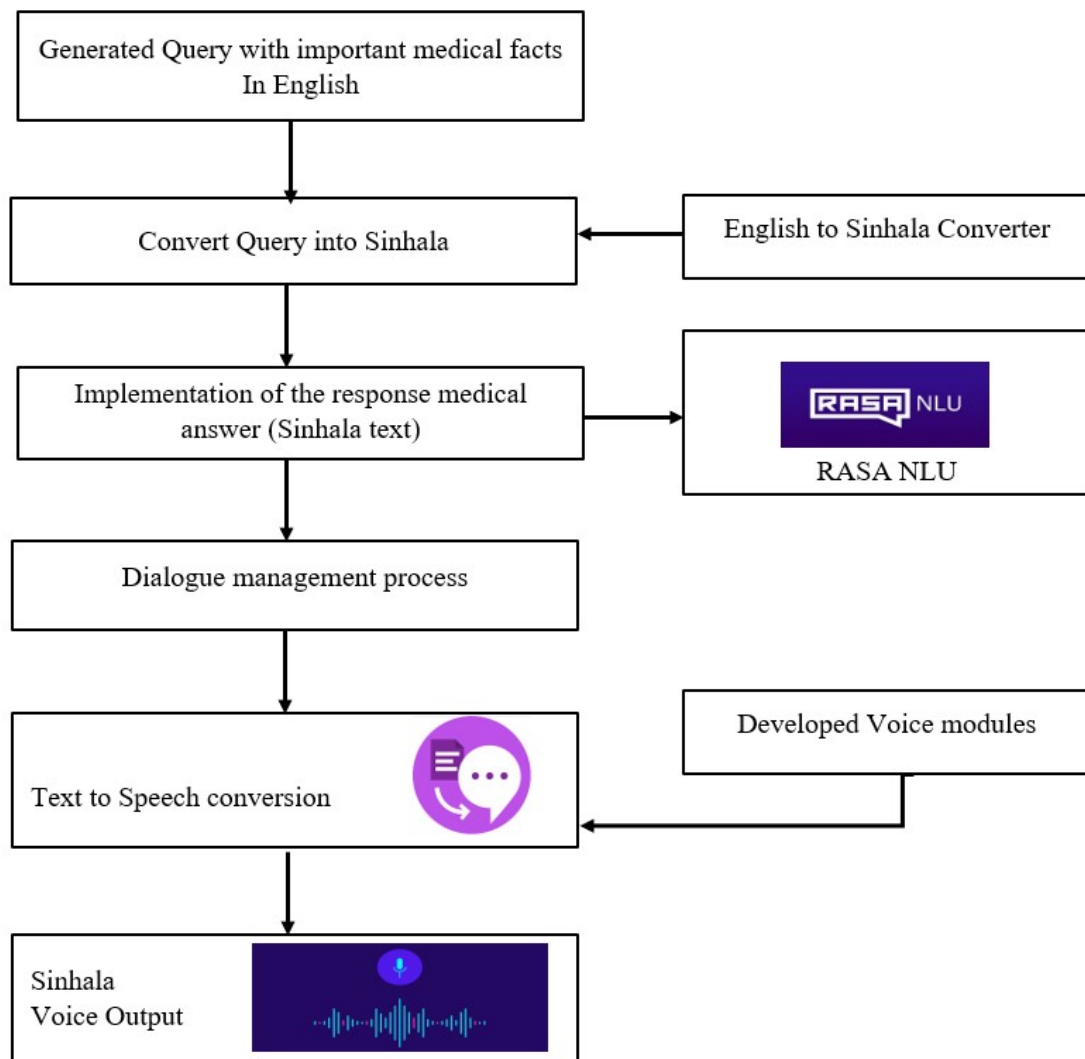 Generated Query with important medical facts
In English
Convert Query into Sinhala
English to Sinhala Converter
Implementation of the response medical
answer (Sinhala text)
RASA NLU
RASA NLU
Dialogue management process
Developed Voice modules
Text to Speech conversion
Sinhala
Voice Output